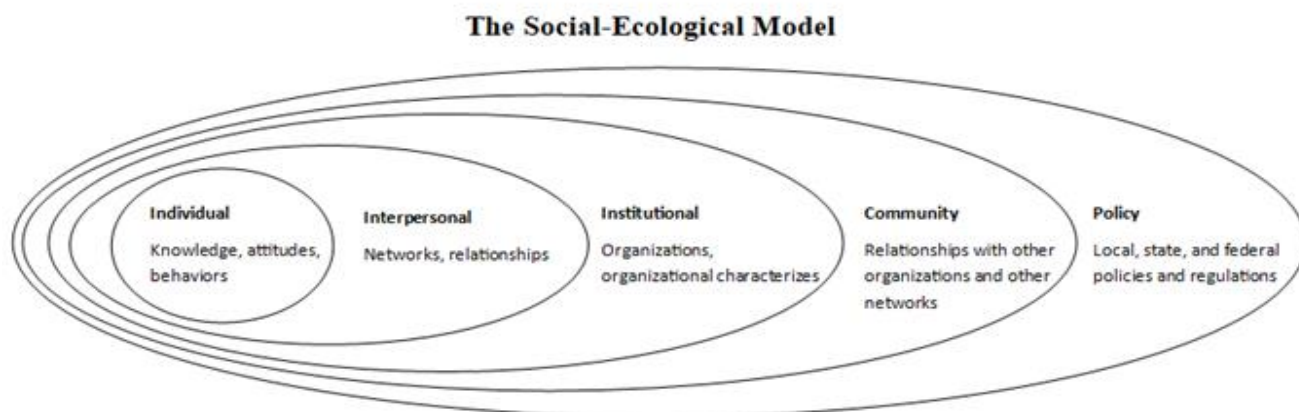 The Social-Ecological Model
Individual
Knowledge, attitudes,
behaviors
Interpersonal
Networks, relationships
Institutional
Organizations,
organizational characterizes
Community
Relationships with other
organizations and other
networks
Policy
Local, state, and federal
policies and regulations